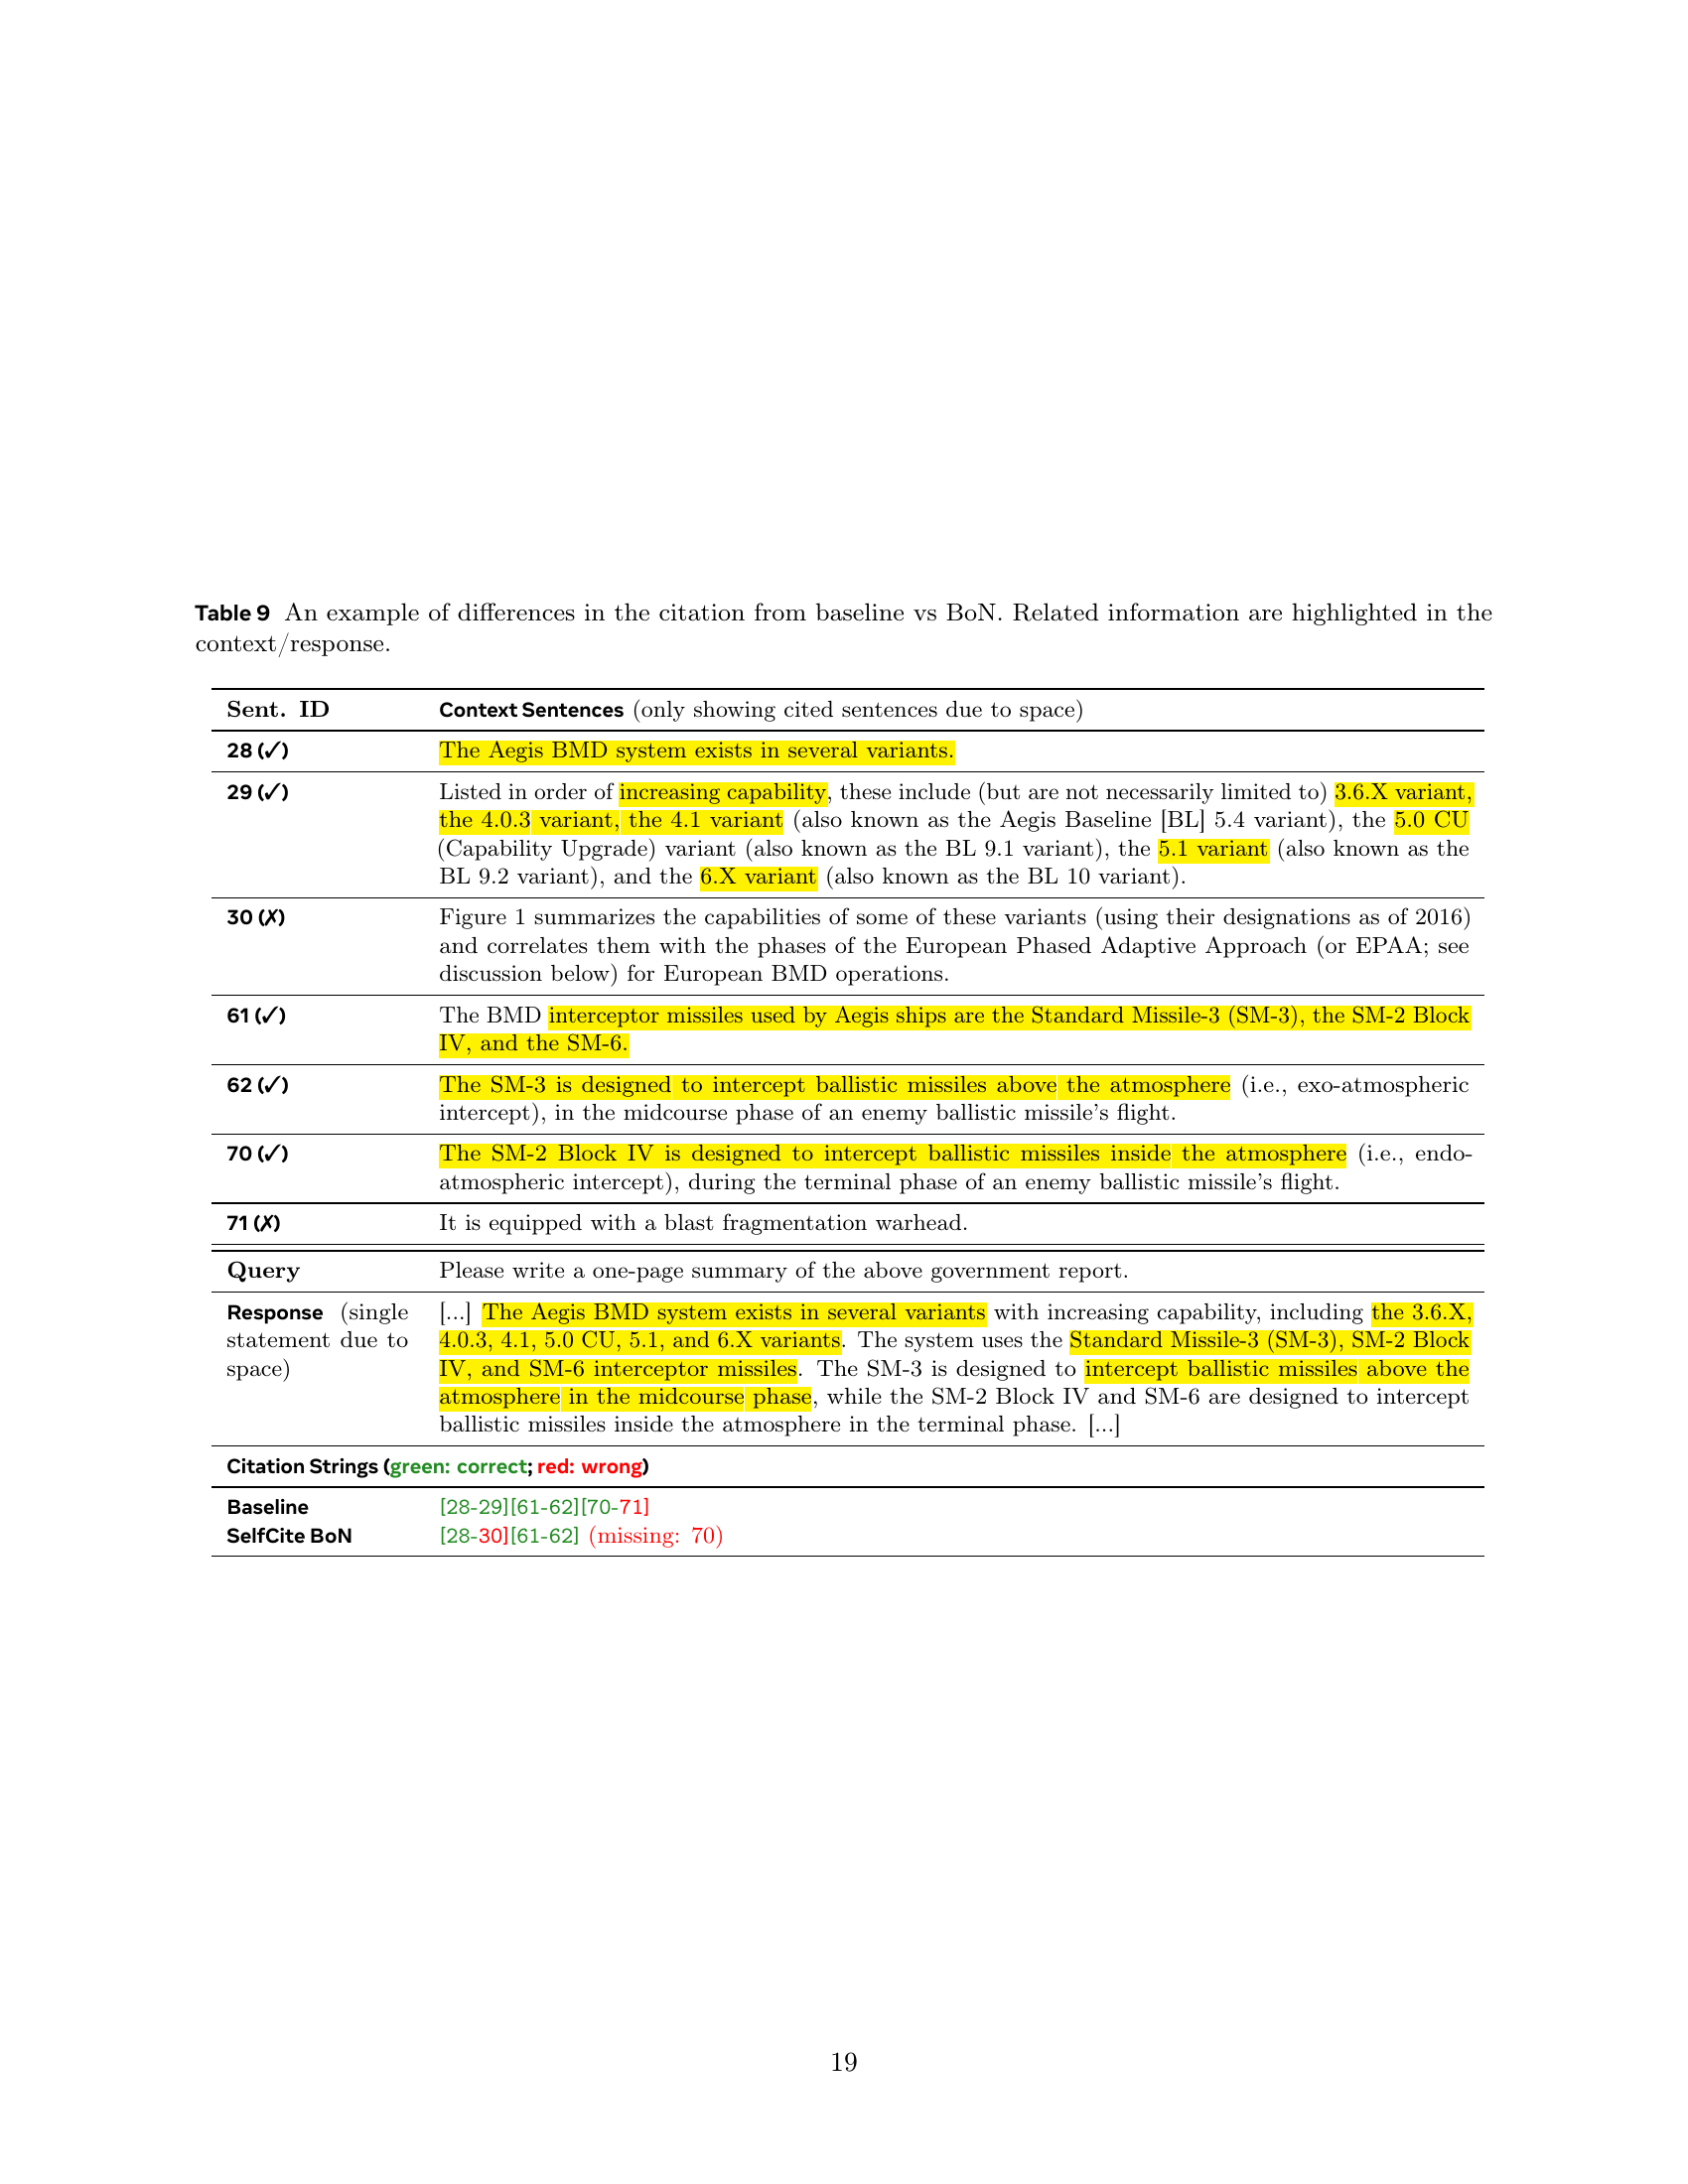 Table 9 An example of differences in the citation from baseline vs BoN. Related information are highlighted in the
context/response.
Sent. ID Context Sentences (only showing cited sentences due to space)
28 (✓) The Aegis BMD system exists in several variants.
29 (✓) Listed in order of increasing capability, these include (but are not necessarily limited to) 3.6.X variant,
the 4.0.3 variant, the 4.1 variant (also known as the Aegis Baseline [BL] 5.4 variant), the 5.0 CU
(Capability Upgrade) variant (also known as the BL 9.1 variant), the 5.1 variant (also known as the
BL 9.2 variant), and the 6.X variant (also known as the BL 10 variant).
30 (✗) Figure 1 summarizes the capabilities of some of these variants (using their designations as of 2016)
and correlates them with the phases of the European Phased Adaptive Approach (or EPAA; see
discussion below) for European BMD operations.
61 (✓) The BMD interceptor missiles used by Aegis ships are the Standard Missile-3 (SM-3), the SM-2 Block
IV, and the SM-6.
62 (✓) The SM-3 is designed to intercept ballistic missiles above the atmosphere (i.e., exo-atmospheric
intercept), in the midcourse phase of an enemy ballistic missile's flight.
70 (✓) The SM-2 Block IV is designed to intercept ballistic missiles inside the atmosphere (i.e., endo-
atmospheric intercept), during the terminal phase of an enemy ballistic missile's flight.
71 (✗) It is equipped with a blast fragmentation warhead.
Query Please write a one-page summary of the above government report.
Response (single [...] The Aegis BMD system exists in several variants with increasing capability, including the 3.6.X,
statement due to 4.0.3, 4.1, 5.0 CU, 5.1, and 6.X variants. The system uses the Standard Missile-3 (SM-3), SM-2 Block
space) IV, and SM-6 interceptor missiles. The SM-3 is designed to intercept ballistic missiles above the
atmosphere in the midcourse phase, while the SM-2 Block IV and SM-6 are designed to intercept
ballistic missiles inside the atmosphere in the terminal phase. [...]
Citation Strings (green: correct; red: wrong)
Baseline [28-29][61-62][70-71]
SelfCite BoN [28-30][61-62] (missing: 70)
19